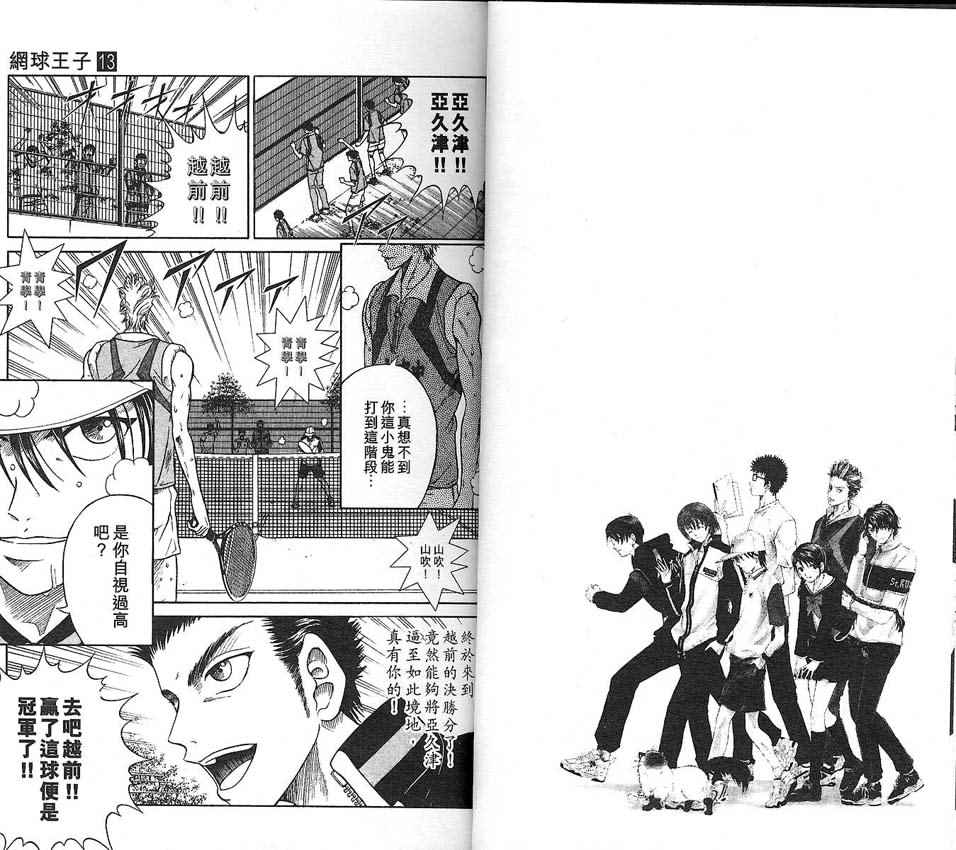 網球王子 13
亞久津!!
亞久津!!
越前!!
越前!!
…真想不到
你這小鬼能
打到這階段…
青學!
青學!
青學!
青學!
山吹!
山吹!
是你自視過高
吧?
終於來到
越前的決勝分了!
竟然能夠將亞久津
逼至如此境地,
真有你的!
去吧越前!!
贏了這球便是
冠軍了!!